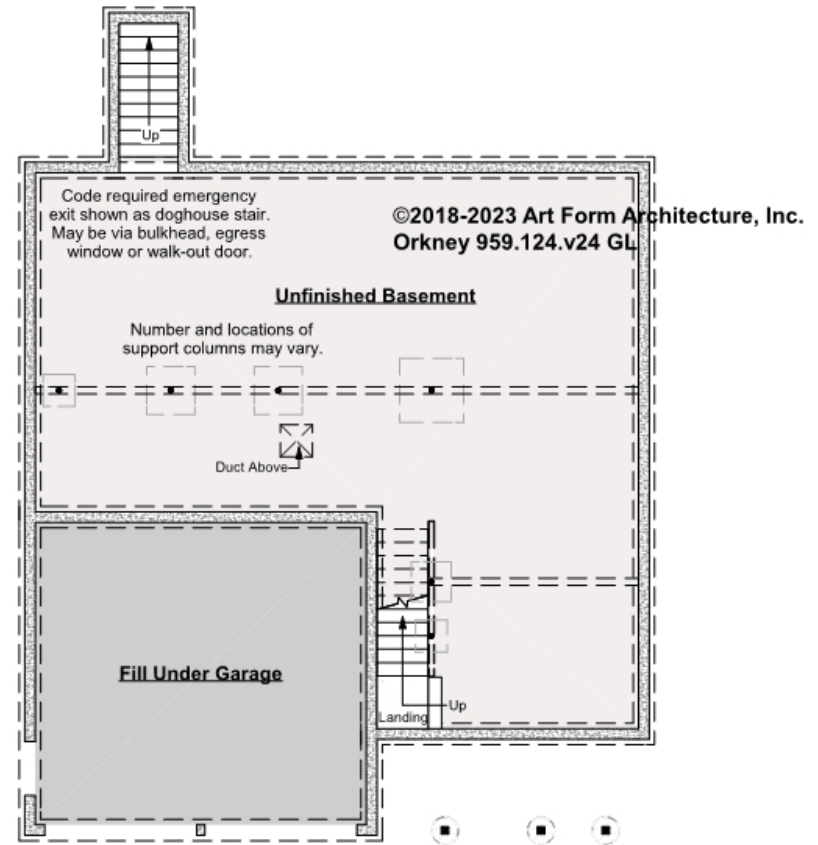 Up
Code required emergency
exit shown as doghouse stair.
May be via bulkhead, egress
window or walk-out door.
©2018-2023 Art Form Architecture, Inc.
Orkney 959.124.v24 GL
Unfinished Basement
Number and locations of
support columns may vary.
Duct Above
Fill Under Garage
Up
Landing